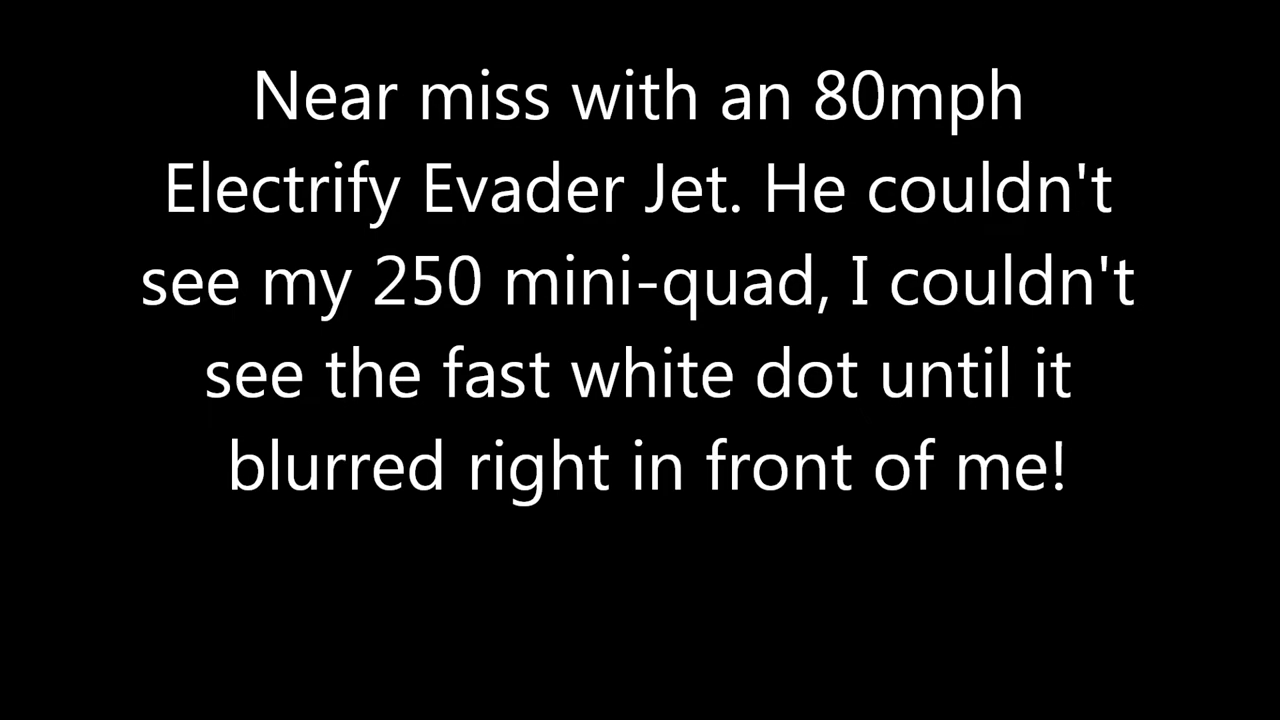 Near miss with an 80mph
Electrify Evader Jet. He couldn't
see my 250 mini-quad, I couldn't
see the fast white dot until it
blurred right in front of me!